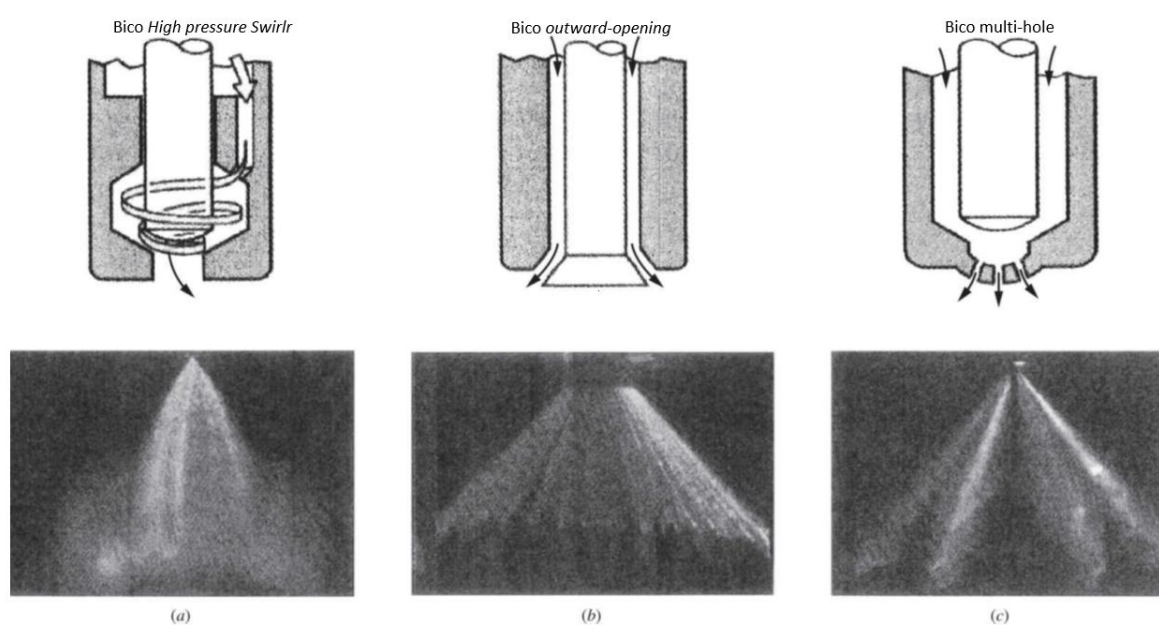 Bico High pressure Swirlr
Bico outward-opening
Bico multi-hole
(a)
(b)
(c)